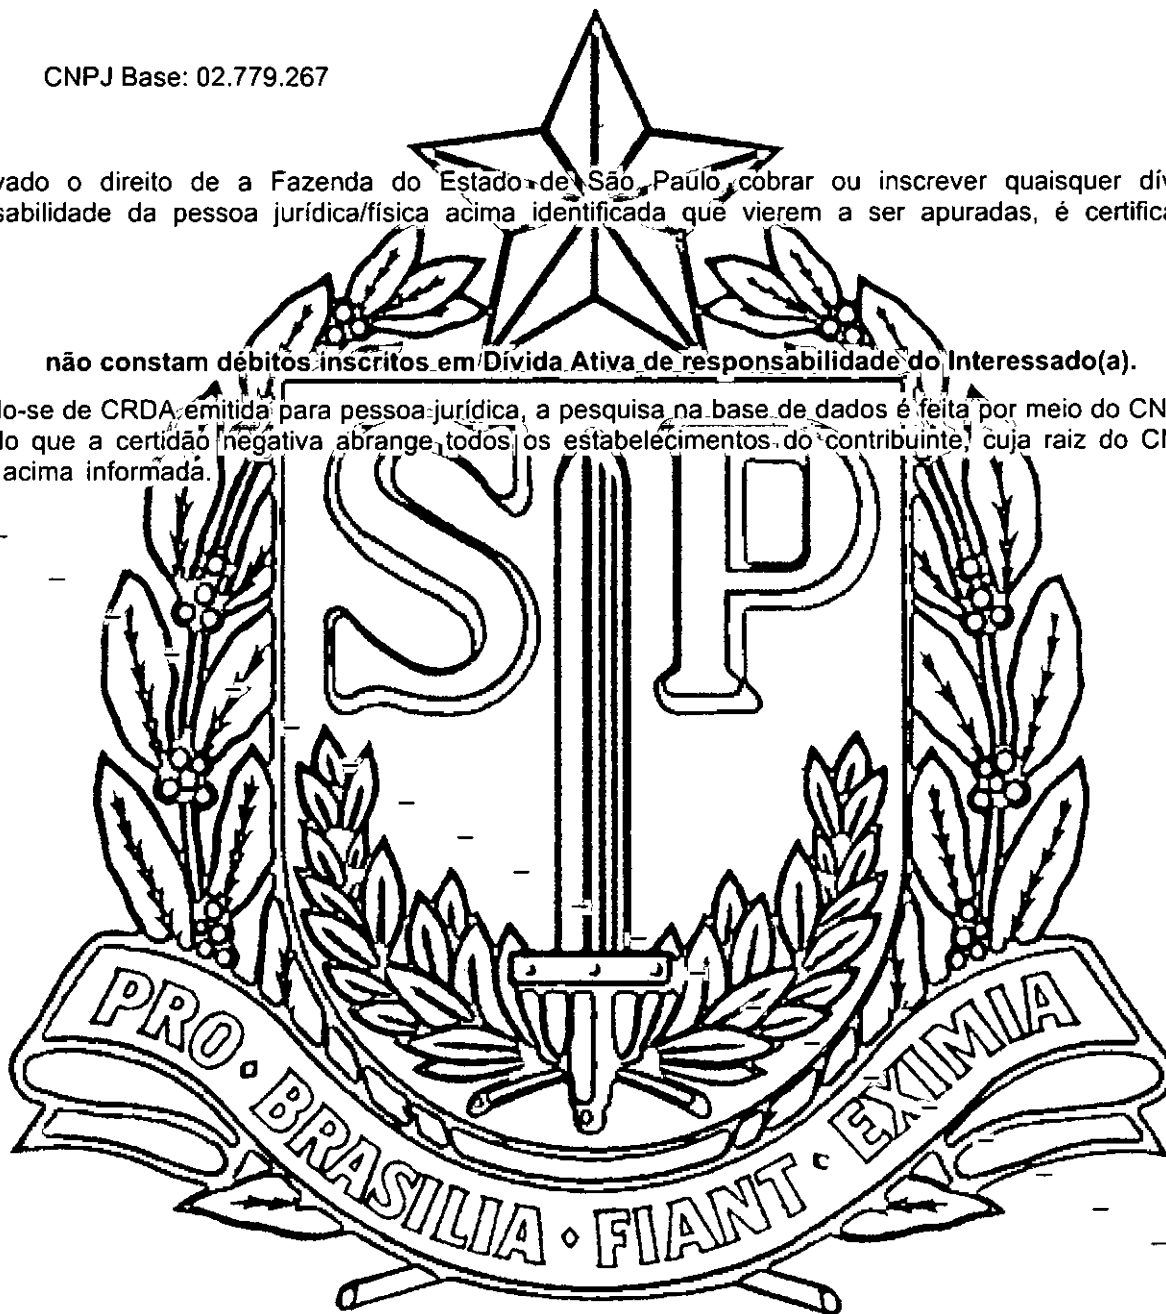 CNPJ Base: 02.779.267
vado o direito de a Fazenda do Estado de São Paulo cobrar ou inscrever quaisquer dív
sabilidade da pessoa jurídica/física acima identificada que vierem a ser apuradas, é certifica
não constam débitos inscritos em Dívida Ativa de responsabilidade do Interessado(a).
lo-se de CRDA emitida para pessoa jurídica, a pesquisa na base de dados é feita por meio do CN
lo que a certidão negativa abrange todos os estabelecimentos do contribuinte, cuja raiz do CN
acima informada.
SP
PRO · BRASILIA · FIANT · EXIMIA